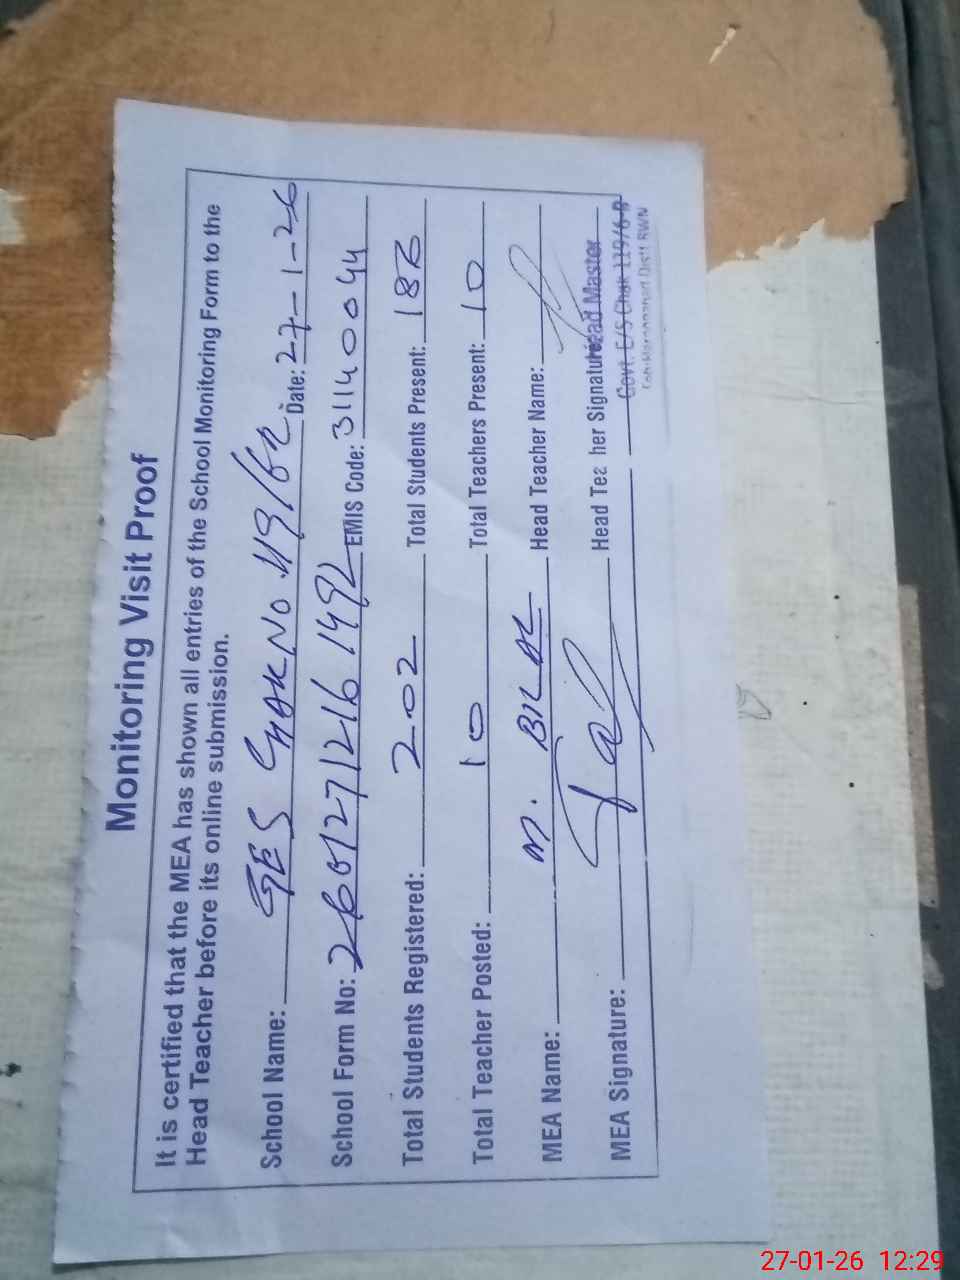 Monitoring Visit Proof
It is certified that the MEA has shown all entries of the School Monitoring Form to the
Head Teacher before its online submission.
School Name: GES CHAK NO. 119/6R Date: 27-1-26
School Form No: EMIS Code: 31140044
Total Students Registered: 202 Total Students Present:
Total Teacher Posted: 10 Total Teachers Present: 10
MEA Name: M. BILAL Head Teacher Name:
MEA Signature: Head Teacher Signature:
Head Master
Govt. E/S Chak 119/6-R
Distt RWN
27-01-26 12:29